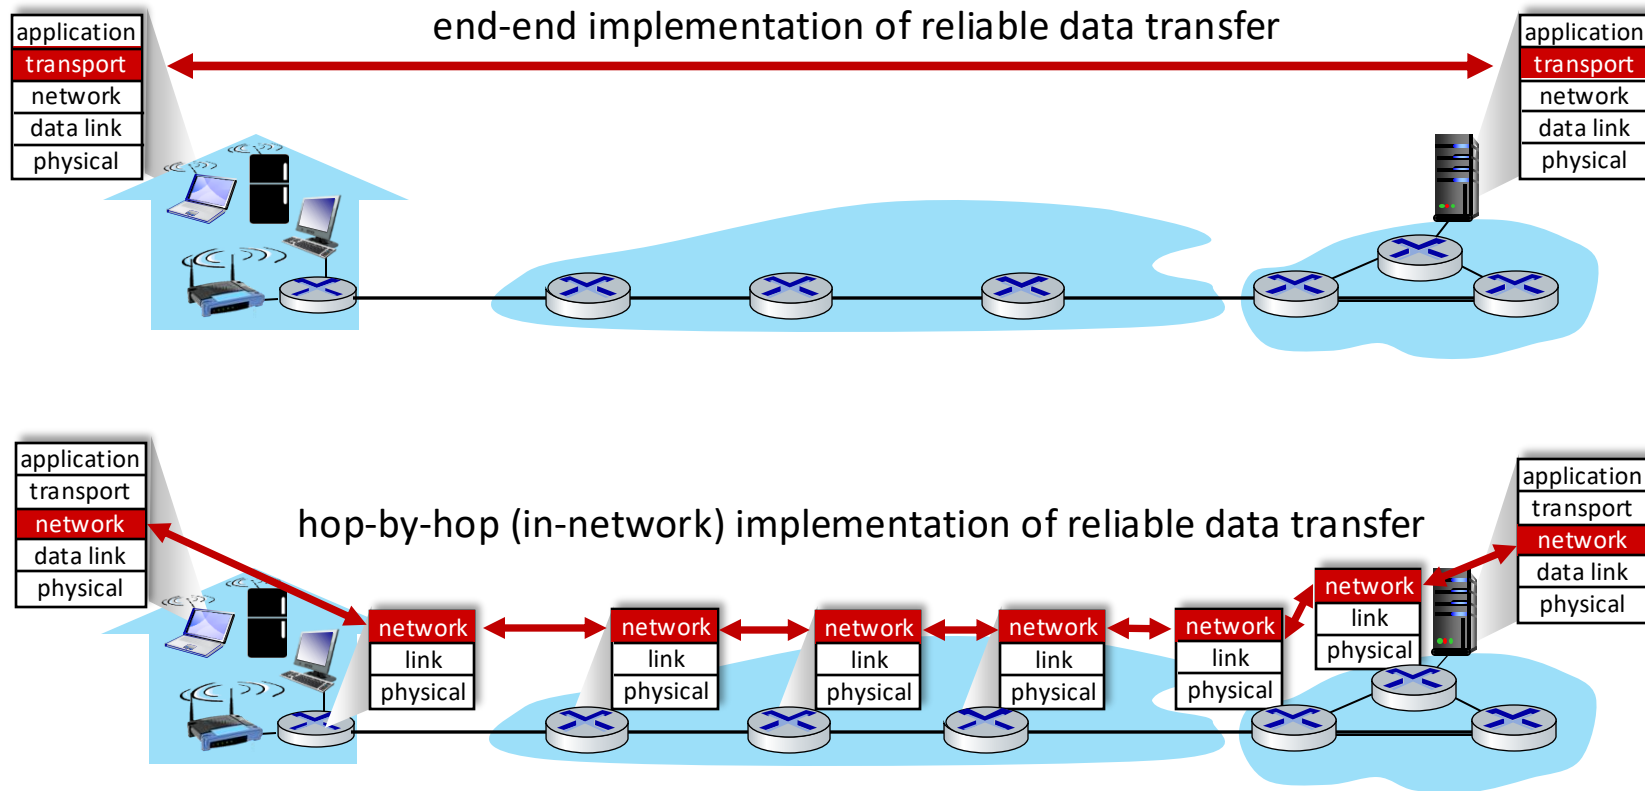 end-end implementation of reliable data transfer
application
transport
network
data link
physical
application
transport
network
data link
physical
application
transport
network
data link
physical
hop-by-hop (in-network) implementation of reliable data transfer
network
link
physical
network
link
physical
network
link
physical
network
link
physical
network
link
physical
network
link
physical
application
transport
network
data link
physical